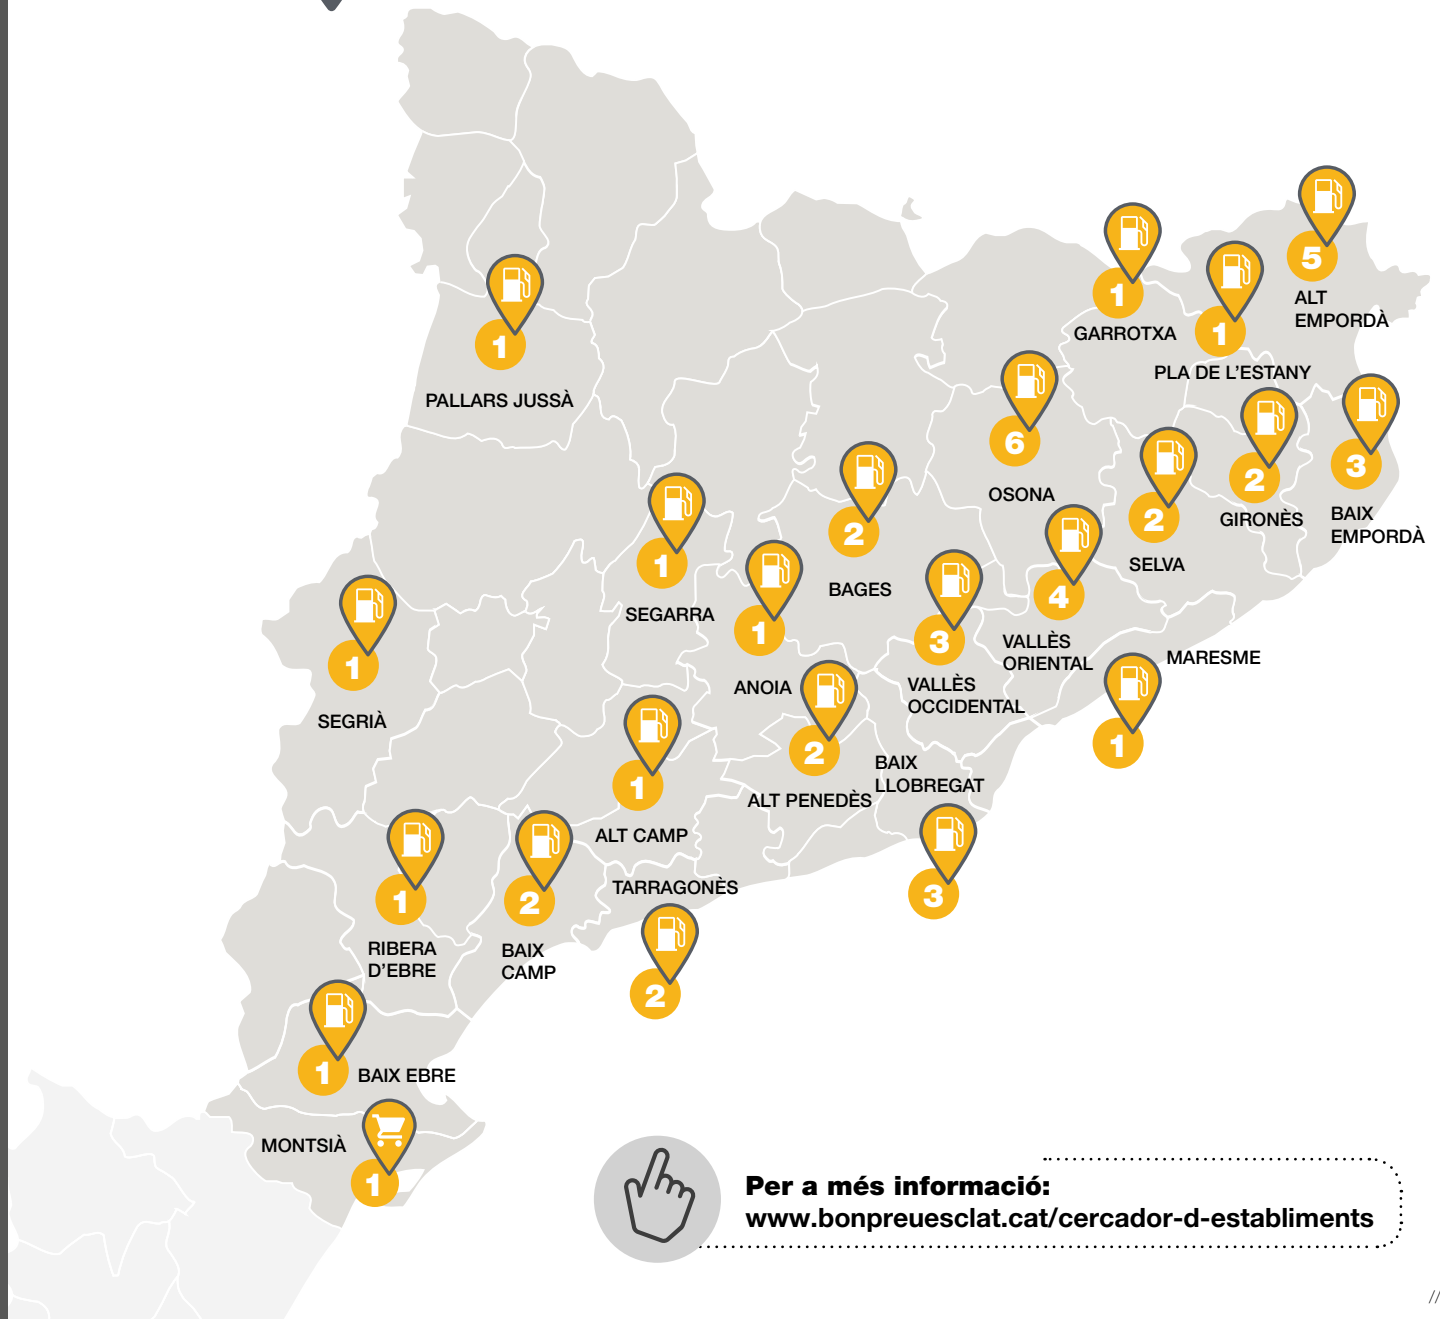 5
ALT
EMPORDÀ
1
GARROTXA
1
PLA DE L'ESTANY
1
PALLARS JUSSÀ
6
OSONA
2
GIRONÈS
3
BAIX
EMPORDÀ
2
SELVA
2
BAGES
1
SEGARRA
4
VALLÈS
ORIENTAL
1
ANOIA
3
VALLÈS
OCCIDENTAL
MARESME
1
1
SEGRIÀ
2
ALT PENEDÈS
BAIX
LLOBREGAT
3
1
ALT CAMP
1
RIBERA
D'EBRE
2
BAIX
CAMP
TARRAGONÈS
2
1
BAIX EBRE
MONTSIÀ
1
Per a més informació:
www.bonpreuesclat.cat/cercador-d-establiments
//